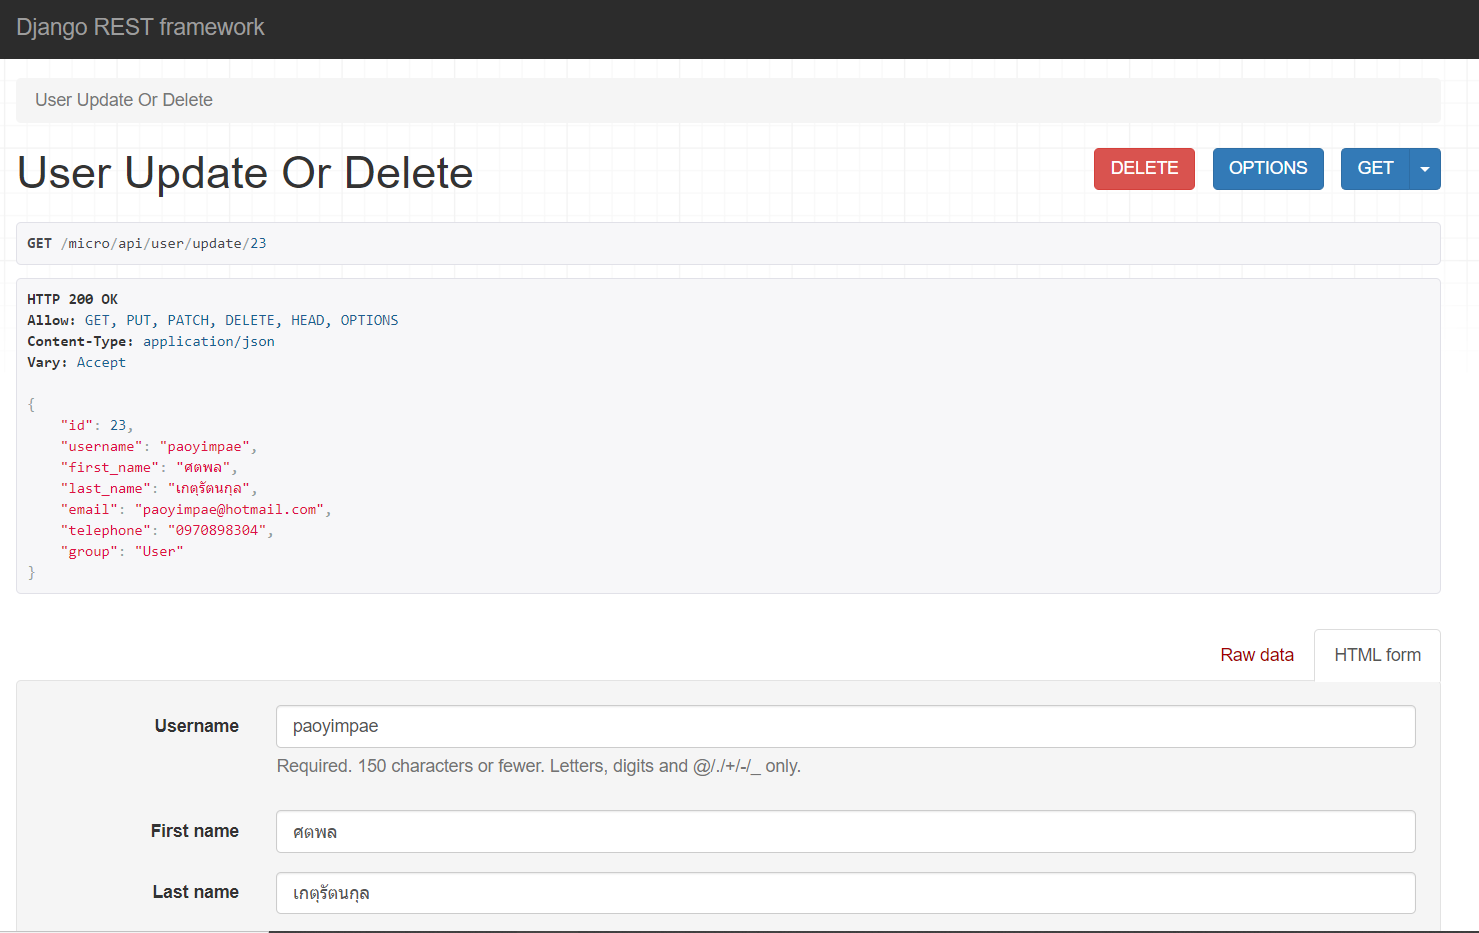 Django REST framework
User Update Or Delete
User Update Or Delete
DELETE
OPTIONS
GET
GET /micro/api/user/update/23
HTTP 200 OK
Allow: GET, PUT, PATCH, DELETE, HEAD, OPTIONS
Content-Type: application/json
Vary: Accept
{
"id": 23,
"username": "paoyimpae",
"first_name": "ศตพล",
"last_name": "เกตุรัตนกุล",
"email": "paoyimpae@hotmail.com",
"telephone": "0970898304",
"group": "User"
}
Raw data
HTML form
Username
paoyimpae
Required. 150 characters or fewer. Letters, digits and @/./+/-/_ only.
First name
ศตพล
Last name
เกตุรัตนกุล